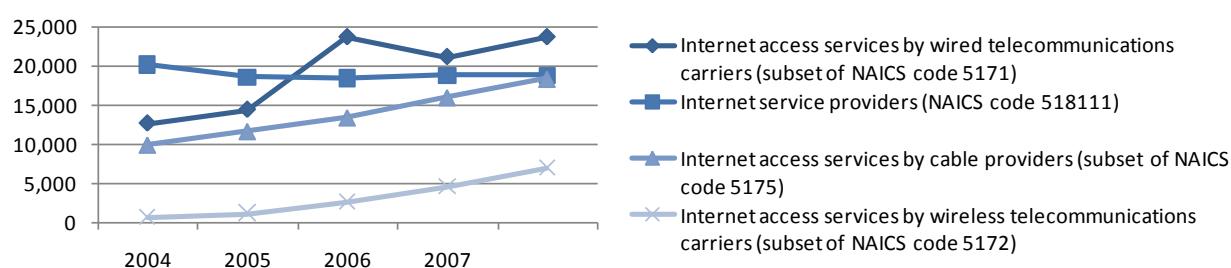 25,000
20,000
15,000
10,000
5,000
0
2004 2005 2006 2007
Internet access services by wired telecommunications
carriers (subset of NAICS code 5171)
Internet service providers (NAICS code 518111)
Internet access services by cable providers (subset of NAICS
code 5175)
Internet access services by wireless telecommunications
carriers (subset of NAICS code 5172)